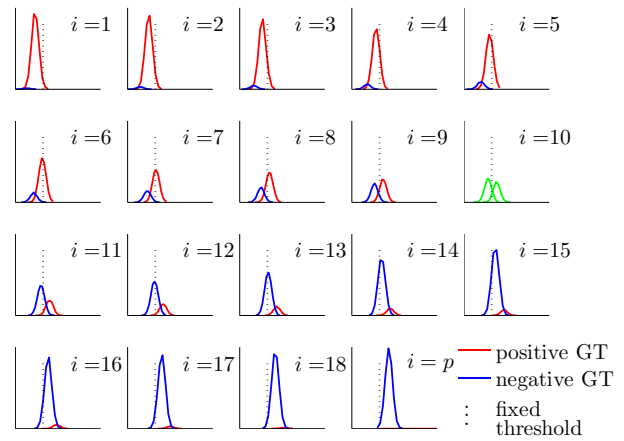 i = 1
i = 2
i = 3
i = 4
i = 5
i = 6
i = 7
i = 8
i = 9
i = 10
i = 11
i = 12
i = 13
i = 14
i = 15
i = 16
i = 17
i = 18
i = p
positive GT
negative GT
fixed
threshold